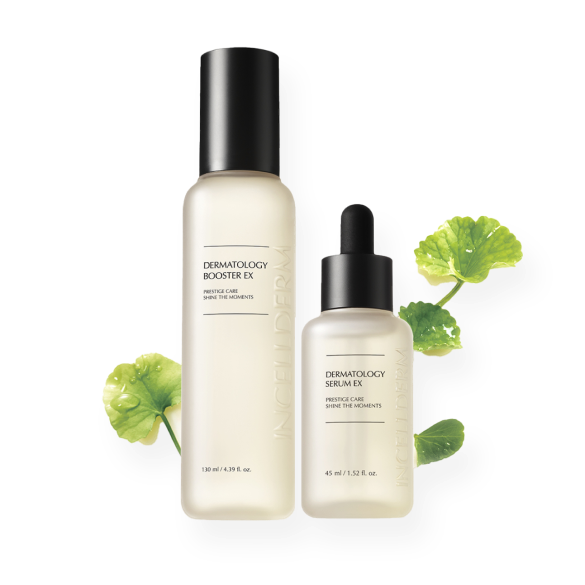 DERMATOLOGY
BOOSTER EX
PRESTIGE CARE
SHINE THE MOMENTS
INCELLDERM
130 ml / 4.39 fl. oz.
DERMATOLOGY
SERUM EX
PRESTIGE CARE
SHINE THE MOMENTS
INCELLDERM
45 ml / 1.52 fl. oz.